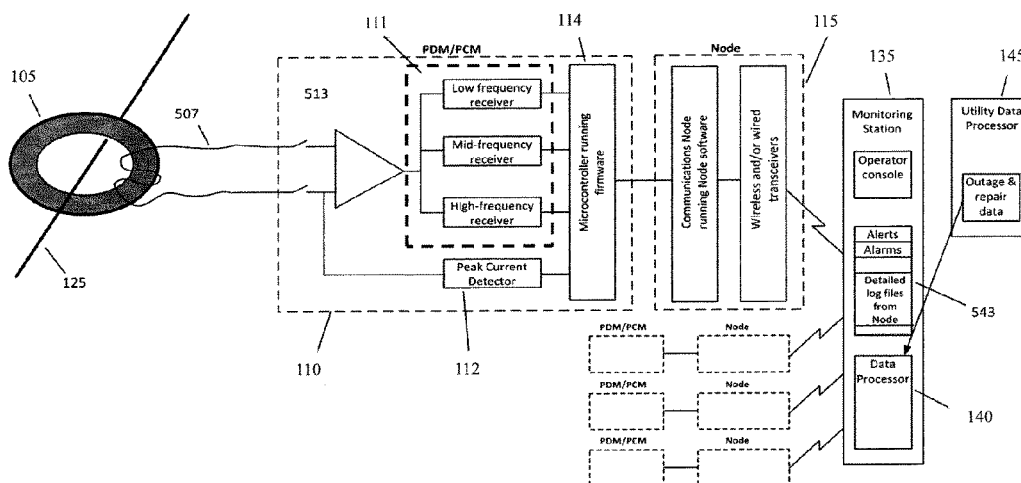 111
114
115
135
145
PDM/PCM
Node
105
507
513
Low frequency
receiver
Mid-frequency
receiver
High-frequency
receiver
Peak Current
Detector
Microcontroller running
firmware
Communications Node
running Node software
Wireless and/or wired
transceivers
Monitoring
Station
Operator
console
Alerts
Alarms
Detailed
log files
from
Node
Data
Processor
Utility Data
Processor
Outage &
repair
data
125
110
112
543
140
PDM/PCM
Node
PDM/PCM
Node
PDM/PCM
Node